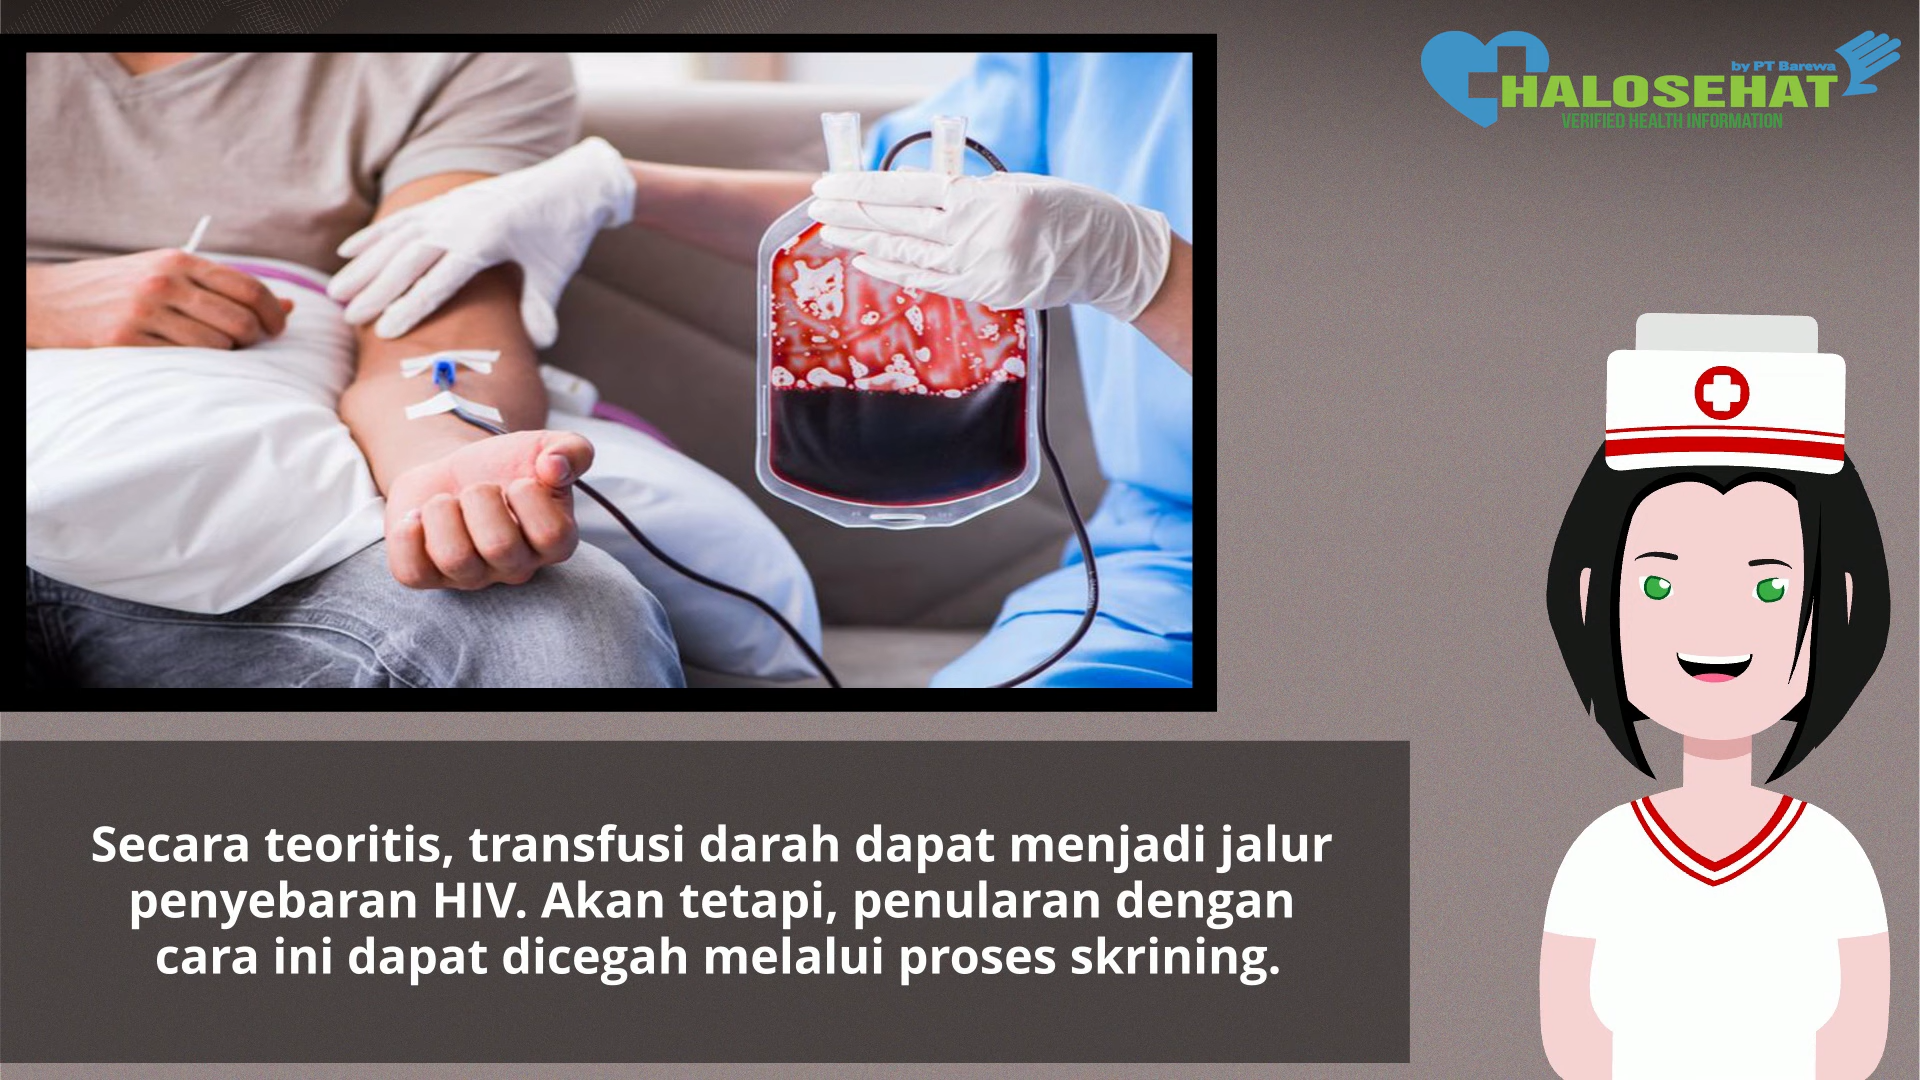 by PT Barewa
HALOSEHAT
VERIFIED HEALTH INFORMATION
Secara teoritis, transfusi darah dapat menjadi jalur
penyebaran HIV. Akan tetapi, penularan dengan
cara ini dapat dicegah melalui proses skrining.